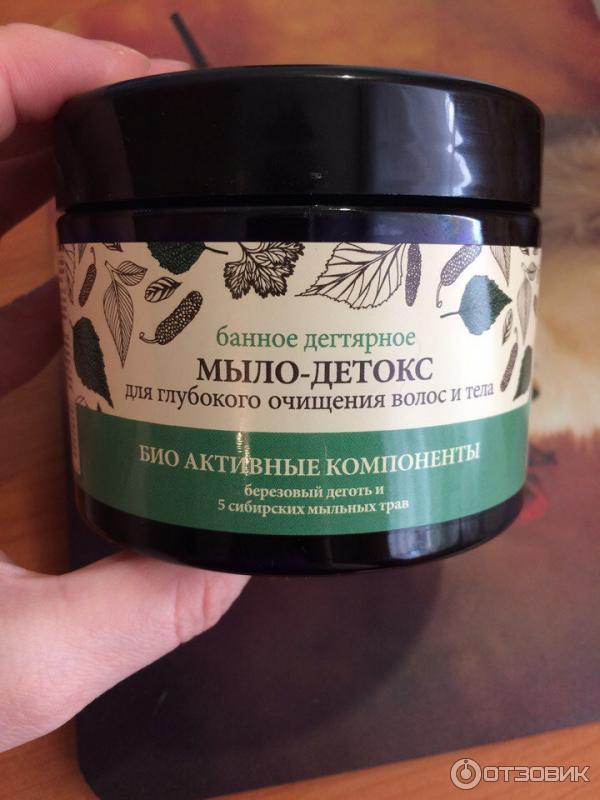 банное дегтярное
МЫЛО-ДЕТОКС
для глубокого очищения волос и тела
БИО АКТИВНЫЕ КОМПОНЕНТЫ
березовый деготь и
5 сибирских мыльных трав
ОТЗОВИК